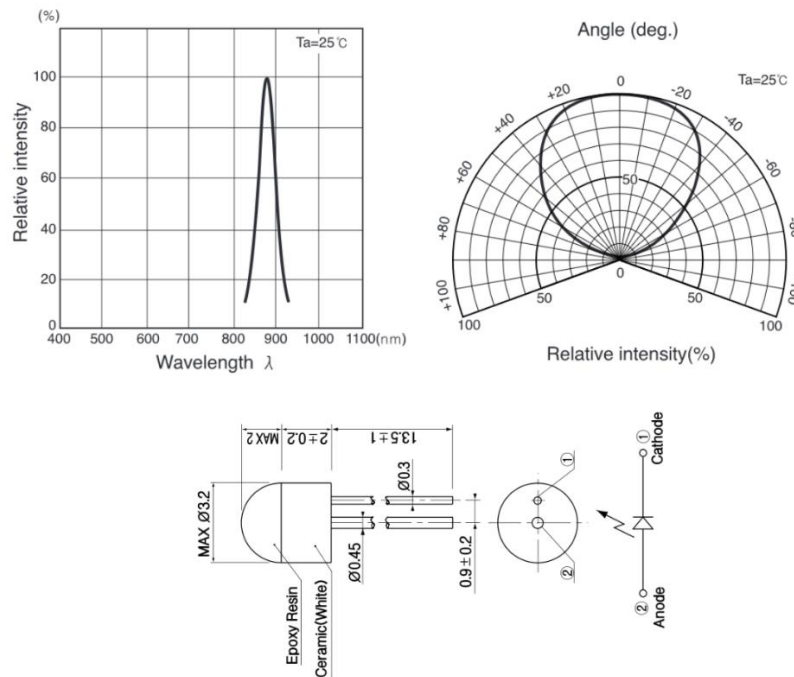 (%)
Ta=25℃
100
80
60
40
20
0
400 500 600 700 800 900 1000 1100(nm)
Relative intensity
Wavelength λ
Angle (deg.)
Ta=25℃
0
+20 -20
+40 -40
+60 -60
+80 -80
+100 -100
50
0
50 50
100 100
Relative intensity(%)
MAX2
2±0.2
13.5±1
MAX Ø3.2
Ø0.3
Ø0.45
0.9±0.2
Epoxy Resin
Ceramic(White)
①
②
① Cathode
② Anode